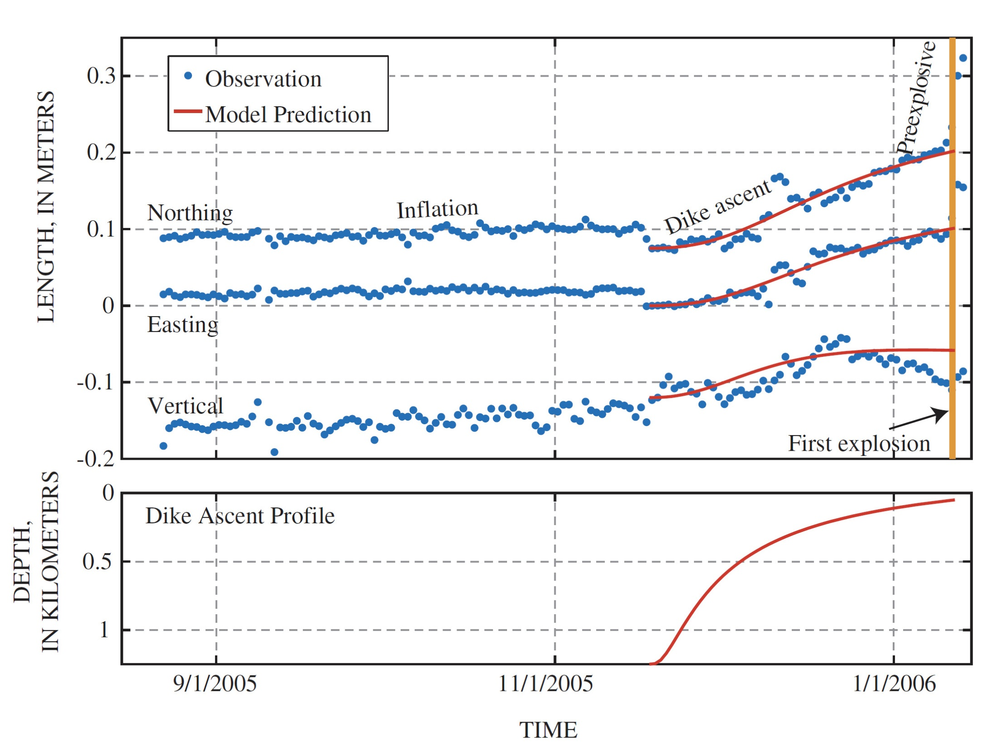 LENGTH, IN METERS
0.3
0.2
0.1
0
-0.1
-0.2
Observation
Model Prediction
Northing
Inflation
Dike ascent
Preexplosive
Easting
Vertical
First explosion
DEPTH,
IN KILOMETERS
0
0.5
1
Dike Ascent Profile
9/1/2005
11/1/2005
1/1/2006
TIME